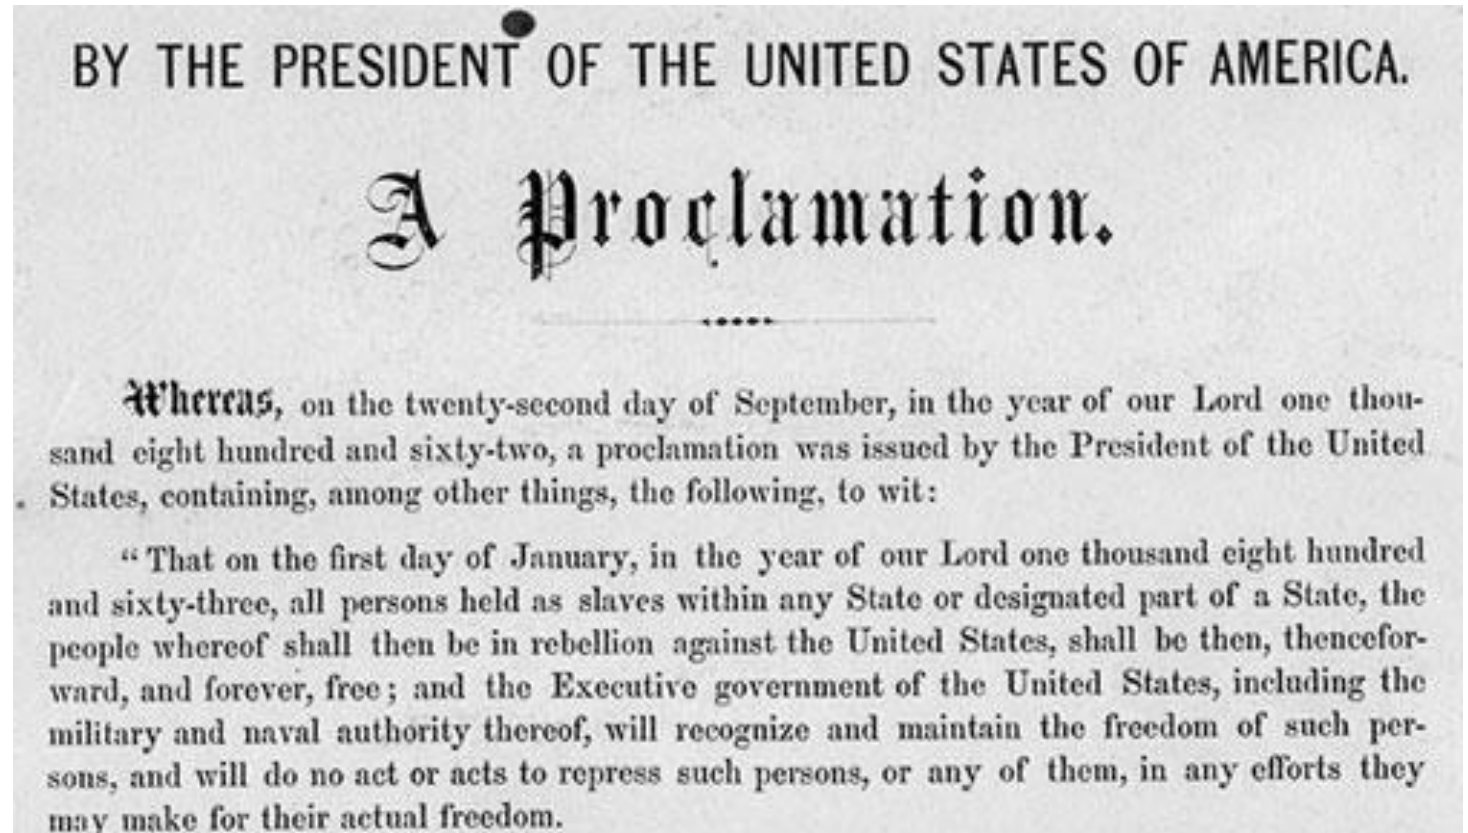 BY THE PRESIDENT OF THE UNITED STATES OF AMERICA.
A Proclamation.
Whereas, on the twenty-second day of September, in the year of our Lord one thou-
sand eight hundred and sixty-two, a proclamation was issued by the President of the United
States, containing, among other things, the following, to wit:
“That on the first day of January, in the year of our Lord one thousand eight hundred
and sixty-three, all persons held as slaves within any State or designated part of a State, the
people whereof shall then be in rebellion against the United States, shall be then, thencefor-
ward, and forever, free; and the Executive government of the United States, including the
military and naval authority thereof, will recognize and maintain the freedom of such per-
sons, and will do no act or acts to repress such persons, or any of them, in any efforts they
may make for their actual freedom.